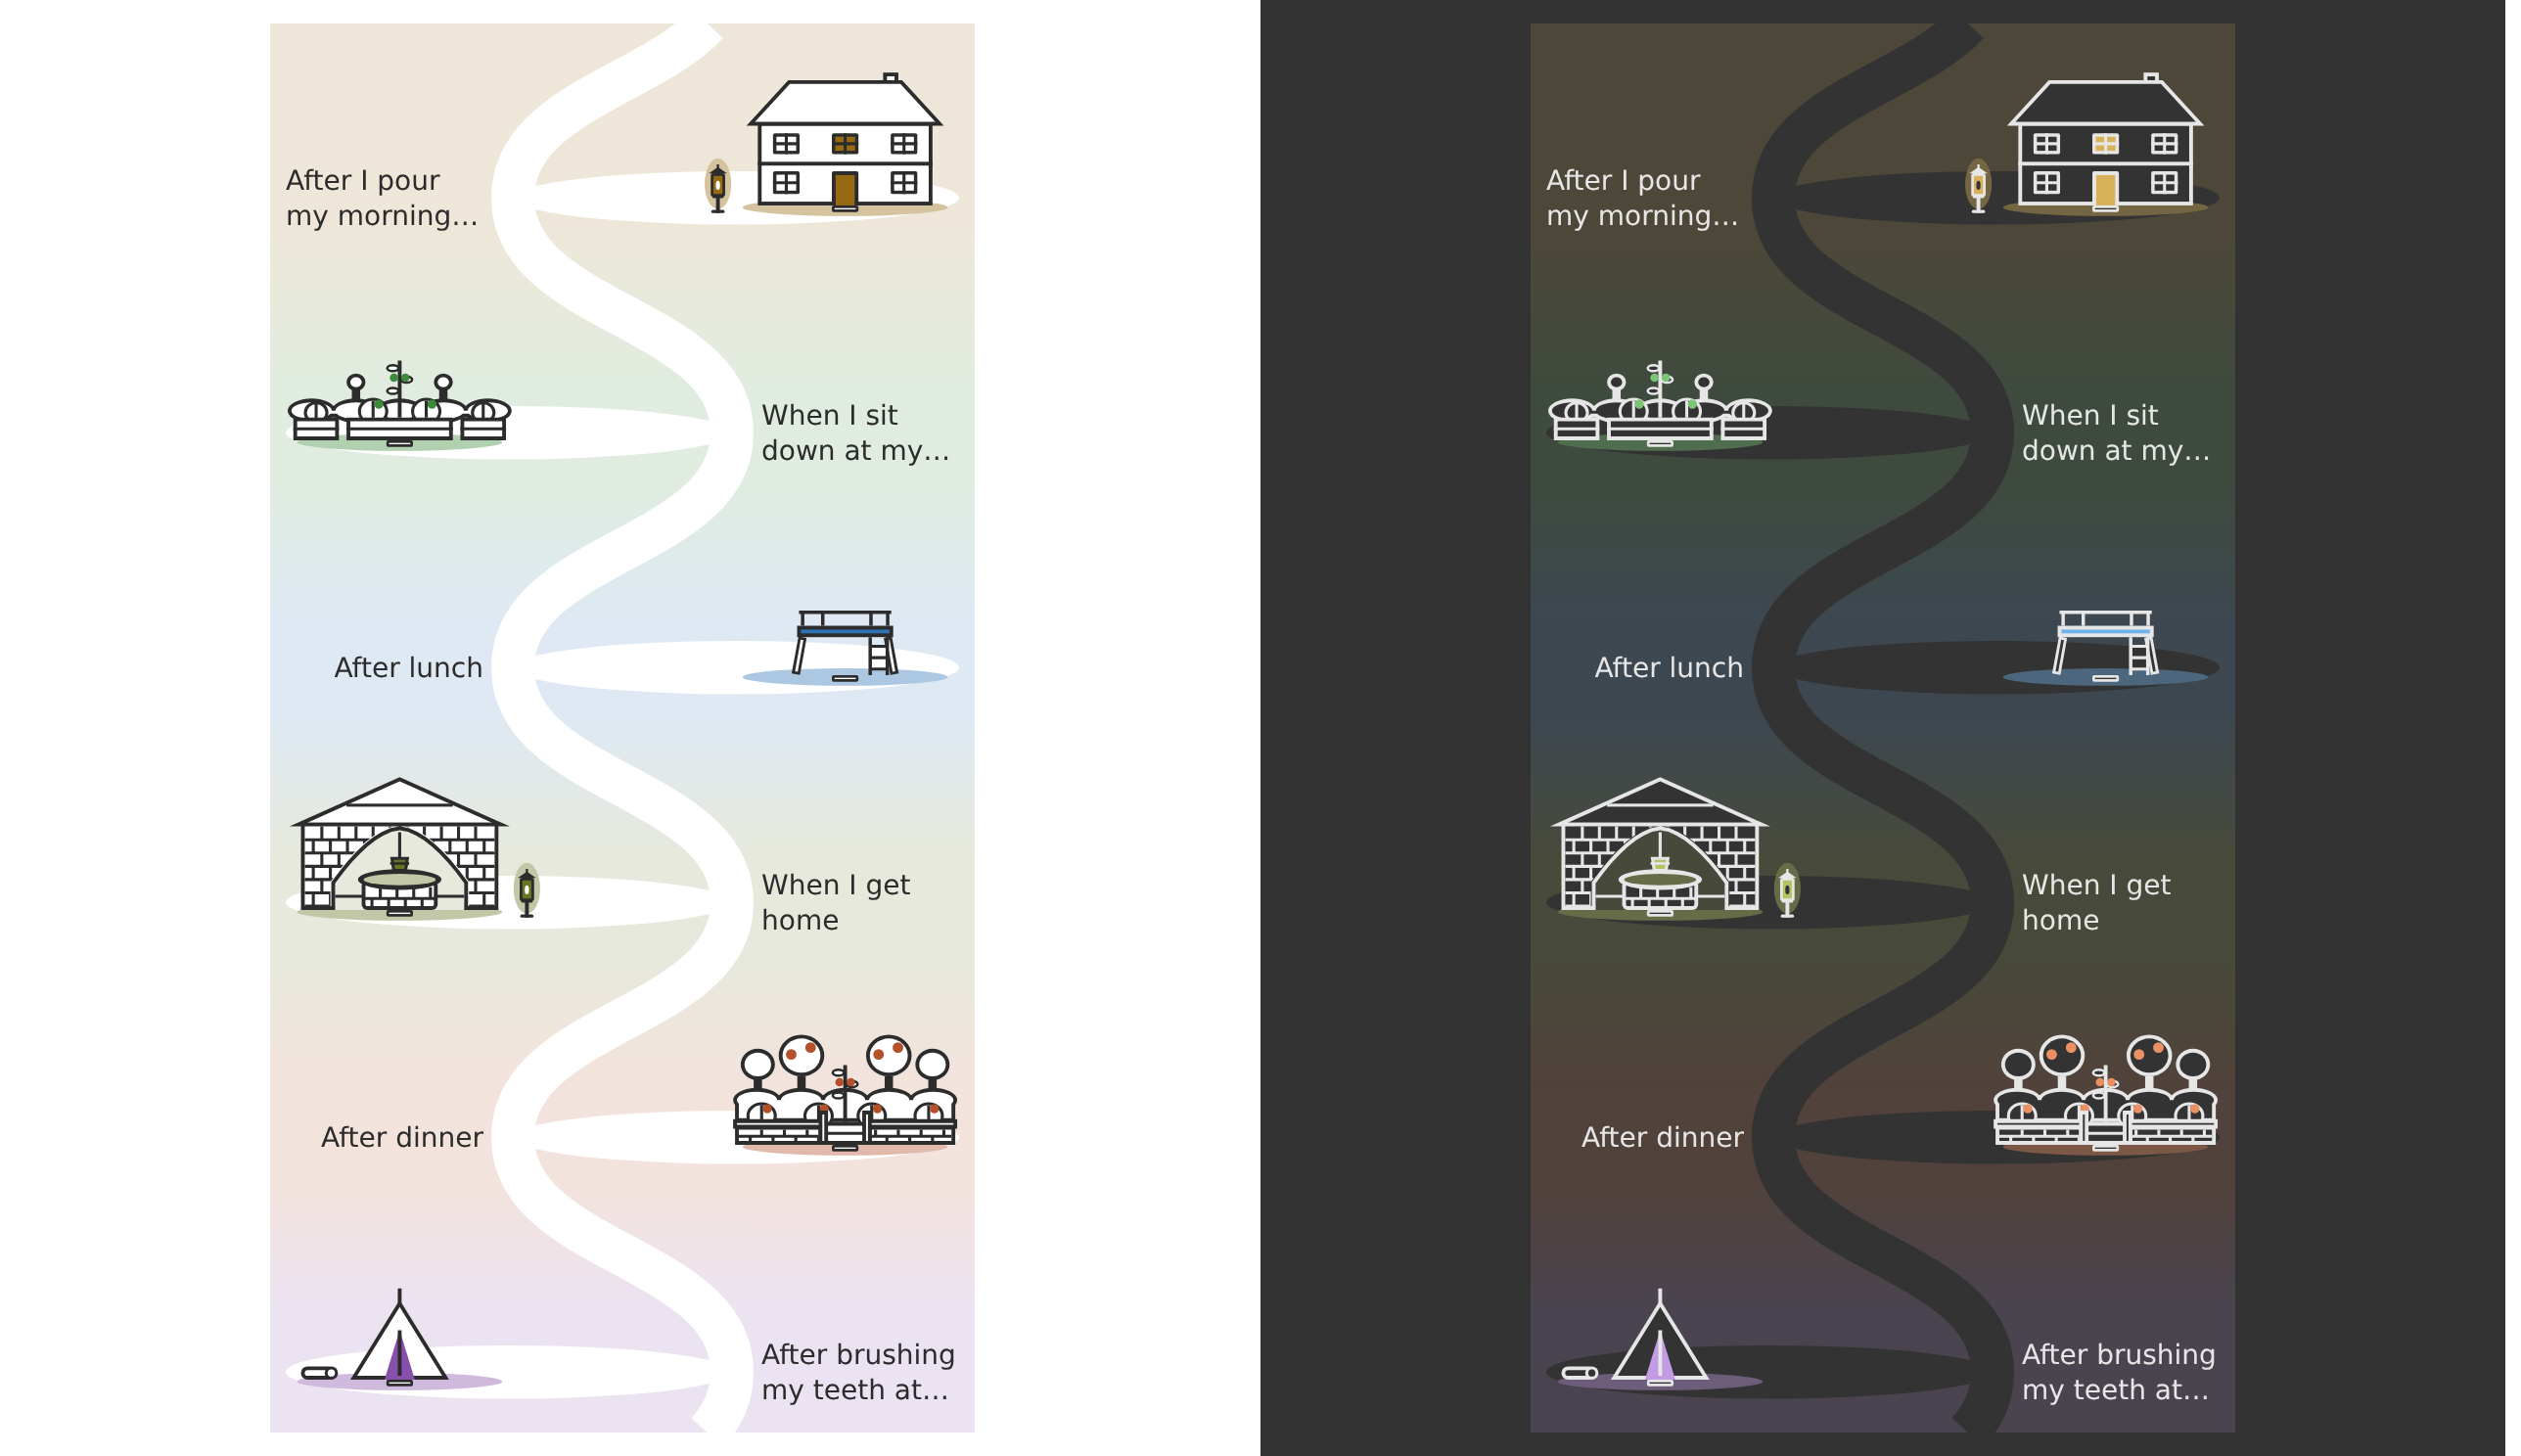 After I pour
my morning…
When I sit
down at my…
After lunch
When I get
home
After dinner
After brushing
my teeth at…
After I pour
my morning…
When I sit
down at my…
After lunch
When I get
home
After dinner
After brushing
my teeth at…